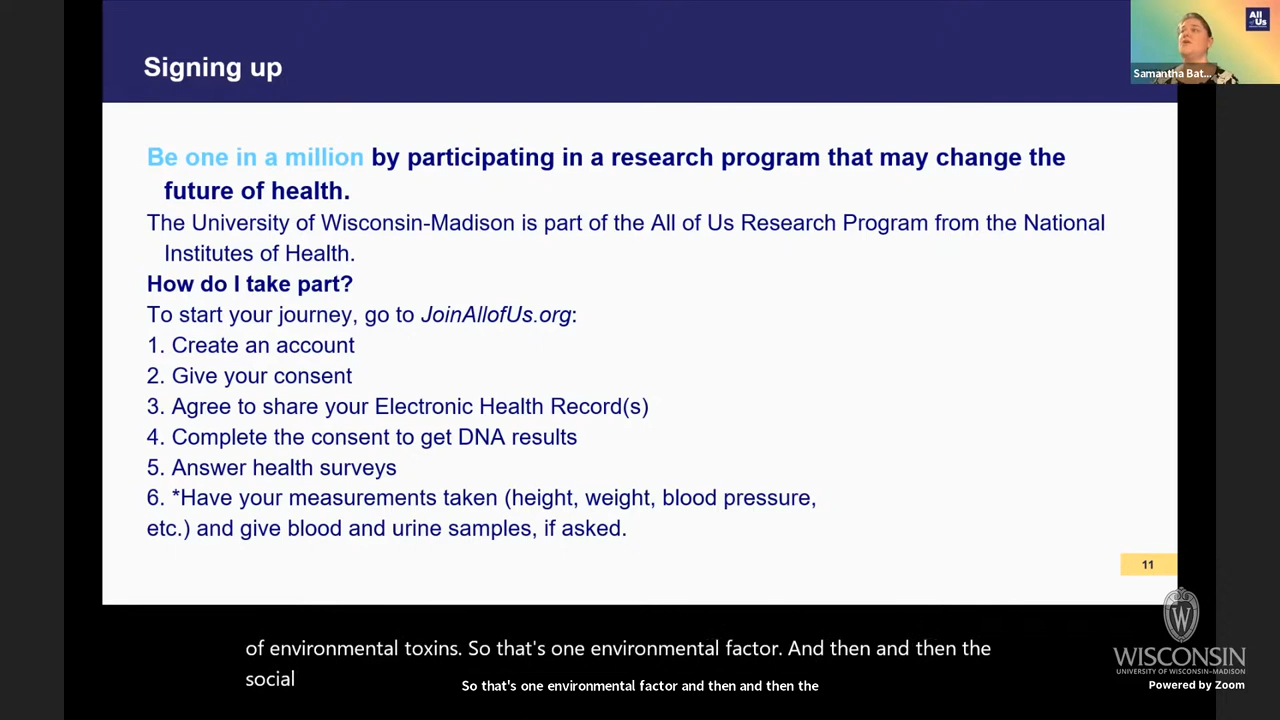 Signing up
All
of Us
Samantha Bat...
Be one in a million by participating in a research program that may change the
future of health.
The University of Wisconsin-Madison is part of the All of Us Research Program from the National
Institutes of Health.
How do I take part?
To start your journey, go to JoinAllofUs.org:
1. Create an account
2. Give your consent
3. Agree to share your Electronic Health Record(s)
4. Complete the consent to get DNA results
5. Answer health surveys
6. *Have your measurements taken (height, weight, blood pressure,
etc.) and give blood and urine samples, if asked.
11
of environmental toxins. So that's one environmental factor. And then and then the
social
So that's one environmental factor and then and then the
W
WISCONSIN
UNIVERSITY OF WISCONSIN–MADISON
Powered by Zoom